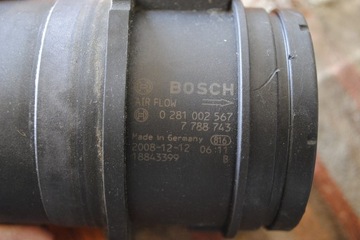 BOSCH
AIR FLOW
0 281 002 567
7 788 743
Made in Germany 816
2008-12-12 06:11
18843399 B